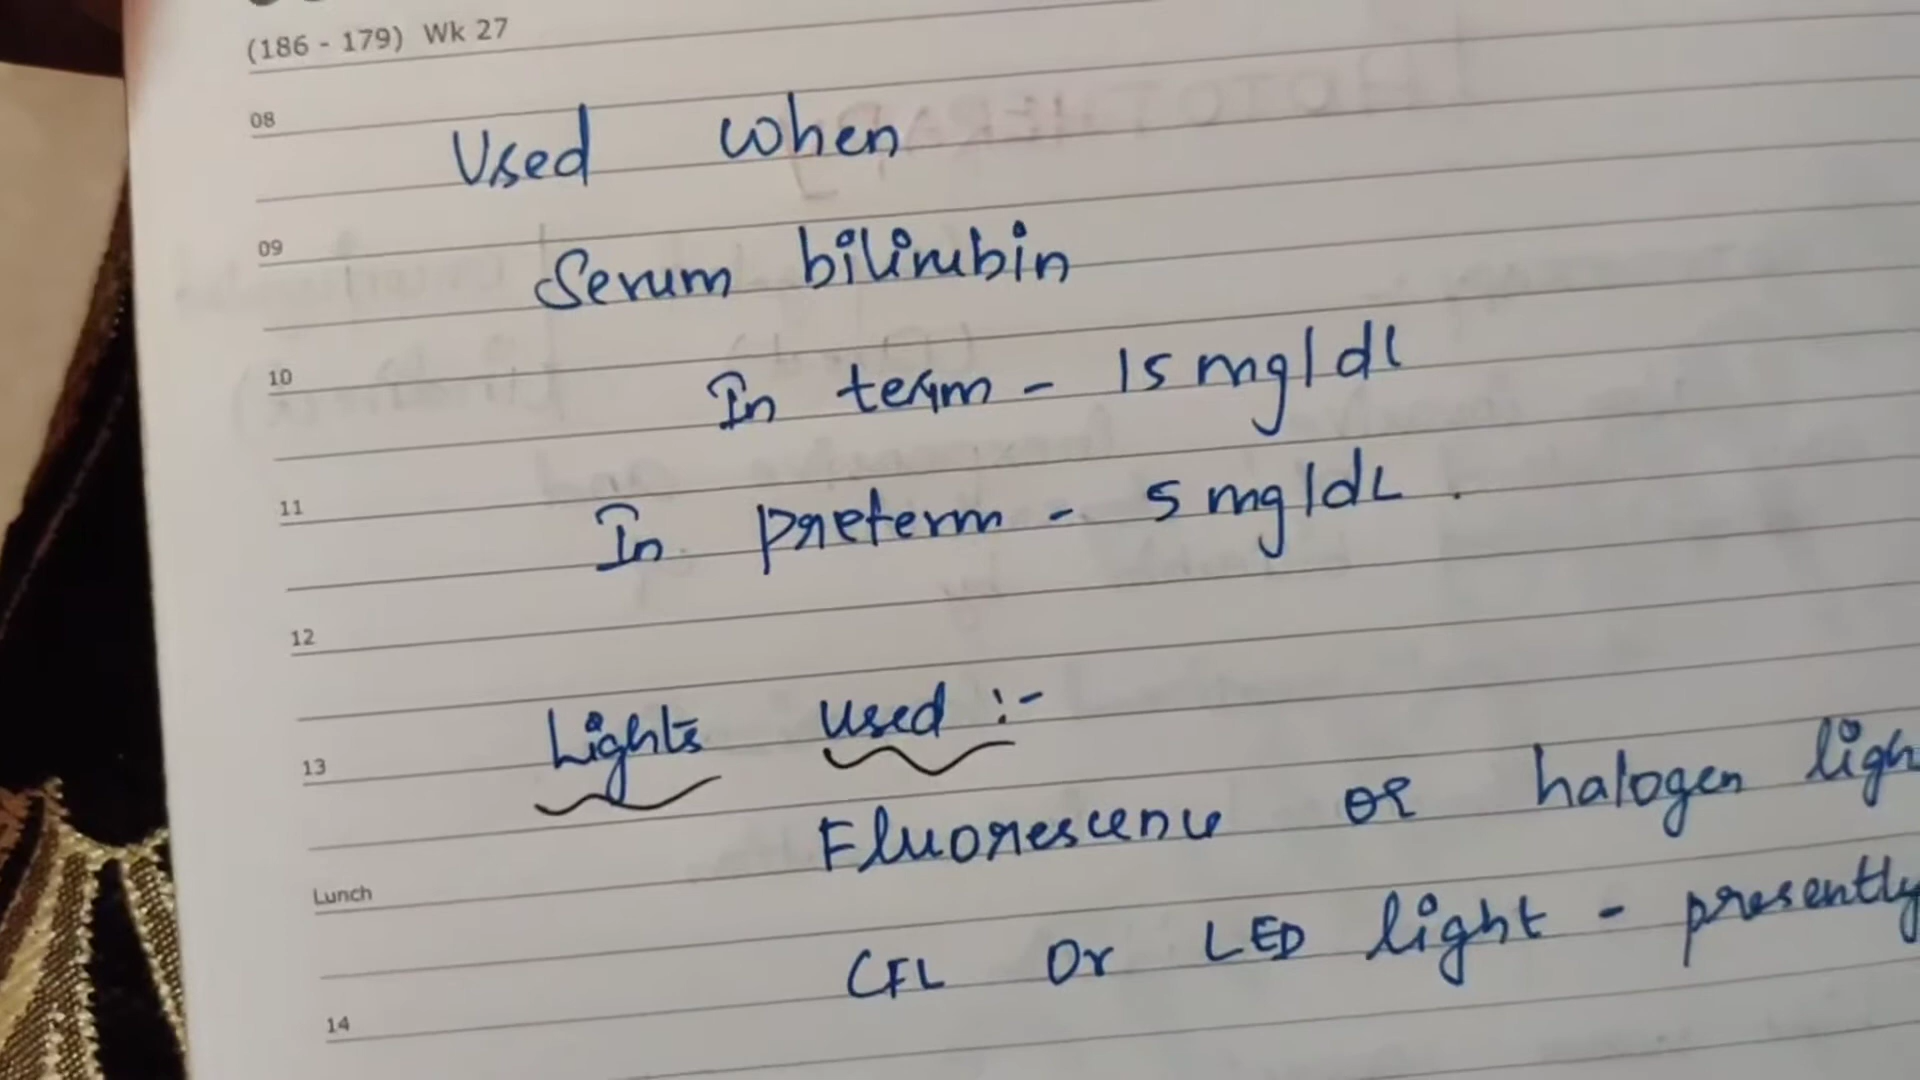 (186 - 179) Wk 27
08
Used when
09
Serum bilirubin
10
In term - 15 mg/dl
11
In preterm - 5 mg/dL.
12
Lights used :-
13
Fluorescence or halogen ligh
Lunch
CFL Or LED light - presently
14